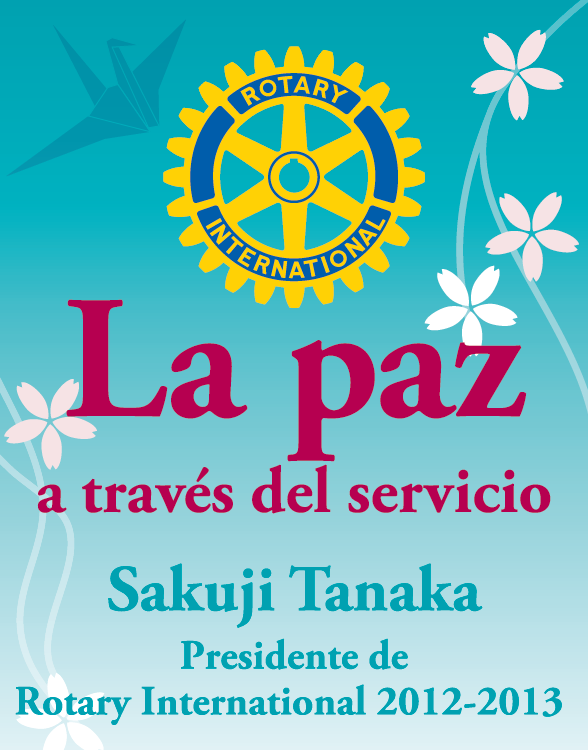 ROTARY
INTERNATIONAL
La paz
a través del servicio
Sakuji Tanaka
Presidente de
Rotary International 2012-2013